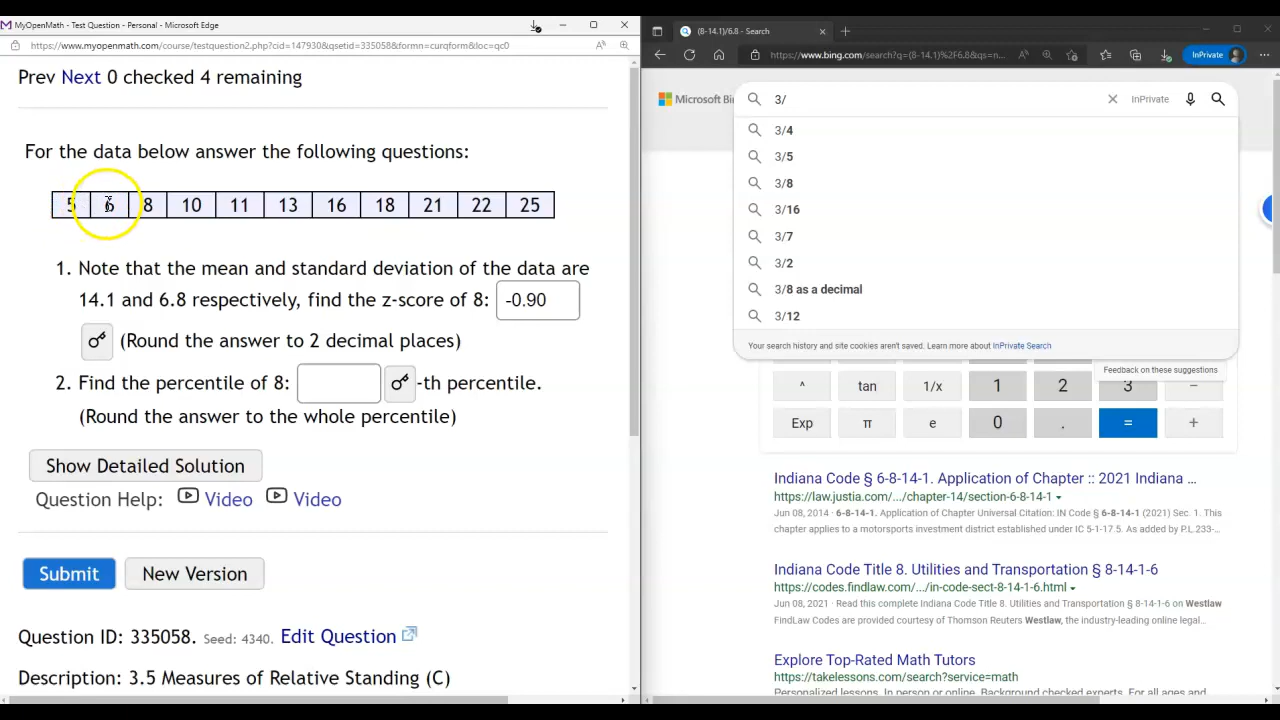 MyOpenMath - Test Question - Personal - Microsoft Edge
https://www.myopenmath.com/course/testquestion2.php?cid=147930&qsetid=335058&formn=curqform&loc=qc0
Prev Next 0 checked 4 remaining
For the data below answer the following questions:
5 6 8 10 11 13 16 18 21 22 25
1. Note that the mean and standard deviation of the data are
14.1 and 6.8 respectively, find the z-score of 8: -0.90
(Round the answer to 2 decimal places)
2. Find the percentile of 8: -th percentile.
(Round the answer to the whole percentile)
Show Detailed Solution
Question Help: Video Video
Submit New Version
Question ID: 335058. Seed: 4340. Edit Question
Description: 3.5 Measures of Relative Standing (C)
(8-14.1)/6.8 - Search
https://www.bing.com/search?q=(8-14.1)%2F6.8&qs=n... InPrivate
Microsoft Bin 3/ InPrivate
3/4
3/5
3/8
3/16
3/7
3/2
3/8 as a decimal
3/12
Your search history and site cookies aren't saved. Learn more about InPrivate Search
Feedback on these suggestions
^ tan 1/x 1 2 3 −
Exp π e 0 . = +
Indiana Code § 6-8-14-1. Application of Chapter :: 2021 Indiana ...
https://law.justia.com/.../chapter-14/section-6-8-14-1
Jun 08, 2014 · 6-8-14-1. Application of Chapter Universal Citation: IN Code § 6-8-14-1 (2021) Sec. 1. This
chapter applies to a motorsports investment district established under IC 5-1-17.5. As added by P.L 233-...
Indiana Code Title 8. Utilities and Transportation § 8-14-1-6
https://codes.findlaw.com/.../in-code-sect-8-14-1-6.html
Jun 08, 2021 · Read this complete Indiana Code Title 8. Utilities and Transportation § 8-14-1-6 on Westlaw
FindLaw Codes are provided courtesy of Thomson Reuters Westlaw, the industry-leading online legal...
Explore Top-Rated Math Tutors
https://takelessons.com/search?service=math
Personalized lessons. In person or online. Background checked experts. For all ages and